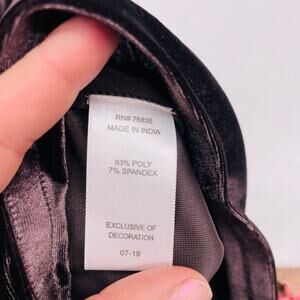 RN# 76835
MADE IN INDIA
93% POLY
7% SPANDEX
EXCLUSIVE OF
DECORATION
07-19